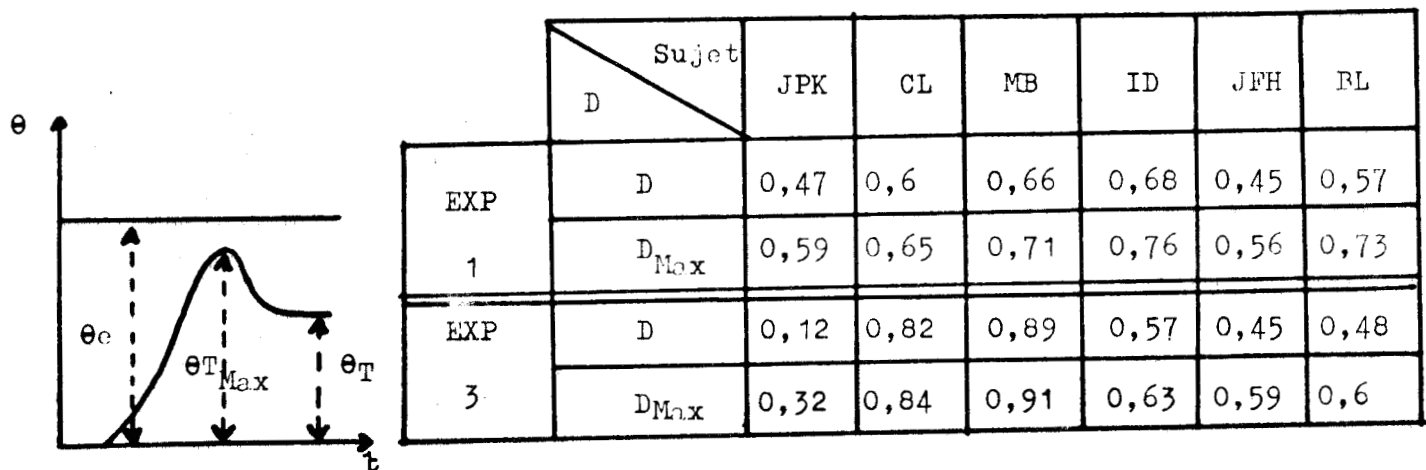 θ
θe
θT Max
θT
t
Sujet
D
JPK CL MB ID JFH BL
EXP 1
D 0,47 0,6 0,66 0,68 0,45 0,57
DMax 0,59 0,65 0,71 0,76 0,56 0,73
EXP 3
D 0,12 0,82 0,89 0,57 0,45 0,48
DMax 0,32 0,84 0,91 0,63 0,59 0,6